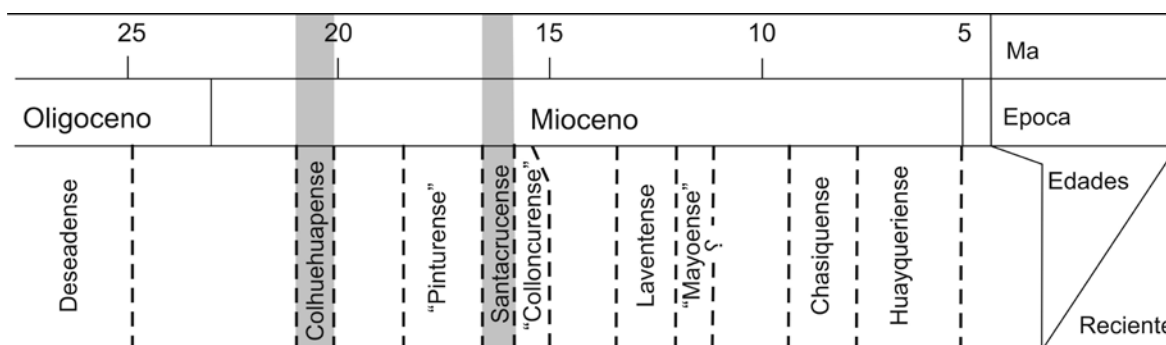 25 20 15 10 5 Ma
Oligoceno Mioceno Epoca
Deseadense
Colhuehuapense
“Pinturense”
Santacrucense
“Colloncurense”
Laventense
“Mayoense”
?
Chasiquense
Huayqueriense
Edades
Reciente